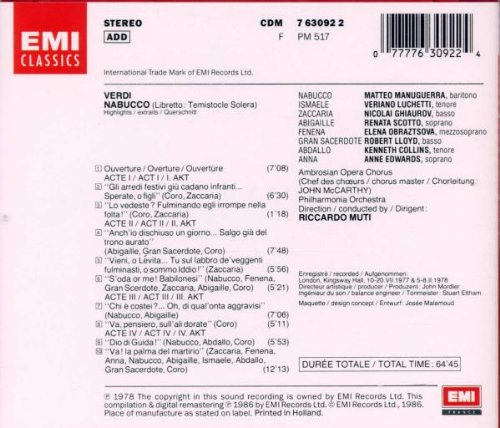 EMI
CLASSICS
STEREO
ADD
CDM 7 63092 2
F PM 517
0 77776 30922 4
International Trade Mark of EMI Records Ltd.
VERDI
NABUCCO (Libretto: Temistocle Solera)
Highlights / extraits / Querschnitt
1 Ouverture / Overture / Ouvertüre (7'08)
ACTE I / ACT I / I. AKT
2 "Gli arredi festivi giù cadano infranti...
Sperate, o figli" (Coro, Zaccaria) (6'30)
3 "Lo vedeste? Fulminando egli irrompe nella
folta!" (Coro, Zaccaria) (1'18)
ACTE II / ACT II / II. AKT
4 "Anch'io dischiuso un giorno... Salgo già del
trono aurato"
(Abigaille, Gran Sacerdote, Coro) (7'48)
5 "Vieni, o Levita... Tu sul labbro de'veggenti
fulminasti, o sommo Iddio!" (Zaccaria) (5'56)
6 "S'oda or me! Babilonesi" (Nabucco, Fenena,
Gran Scerdote, Zaccaria, Abigaille, Coro) (5'21)
ACTE III / ACT III / III. AKT
7 "Chi è costei?... Oh, di qual'onta aggravisi"
(Nabucco, Abigaille) (7'06)
8 "Va, pensiero, sull'ali dorate" (Coro) (5'11)
ACTE IV / ACT IV / IV. AKT
9 "Dio di Guida!" (Nabucco, Abdallo, Coro) (5'53)
10 "Va! la palma del martirio" (Zaccaria, Fenena,
Anna, Nabucco, Abigaille, Ismaele, Abdallo,
Gran Sacerdote, Coro) (12'13)
NABUCCO MATTEO MANUGUERRA, baritono
ISMAELE VERIANO LUCHETTI, tenore
ZACCARIA NICOLAI GHIAUROV, basso
ABIGAILLE RENATA SCOTTO, soprano
FENENA ELENA OBRAZTSOVA, mezzosoprano
GRAN SACERDOTE ROBERT LLOYD, basso
ABDALLO KENNETH COLLINS, tenore
ANNA ANNE EDWARDS, soprano
Ambrosian Opera Chorus
(Chef des chœurs / chorus master / Chorleitung:
JOHN McCARTHY)
Philharmonia Orchestra
Direction / conducted by / Dirigent:
RICCARDO MUTI
Enregistré / recorded / Aufgenommen:
London, Kingsway Hall, 10-20.VII.1977 & 5-8.II.1978
Directeur artistique / producer / Produzent: John Mordler
Ingénieur du son / balance engineer / Tonmeister: Stuart Eltham
Maquette / design concept / Entwurf: Josée Malamoud
DURÉE TOTALE / TOTAL TIME: 64'45
℗ 1978 The copyright in this sound recording is owned by EMI Records Ltd. This
compilation & digital remastering ℗ 1986 by EMI Records Ltd. © EMI Records Ltd., 1986.
Place of manufacture as stated on label. Printed in Holland.
EMI